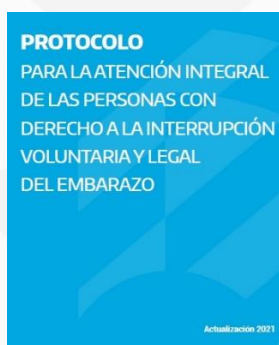 PROTOCOLO
PARA LA ATENCIÓN INTEGRAL
DE LAS PERSONAS CON
DERECHO A LA INTERRUPCIÓN
VOLUNTARIA Y LEGAL
DEL EMBARAZO
Actualización 2021